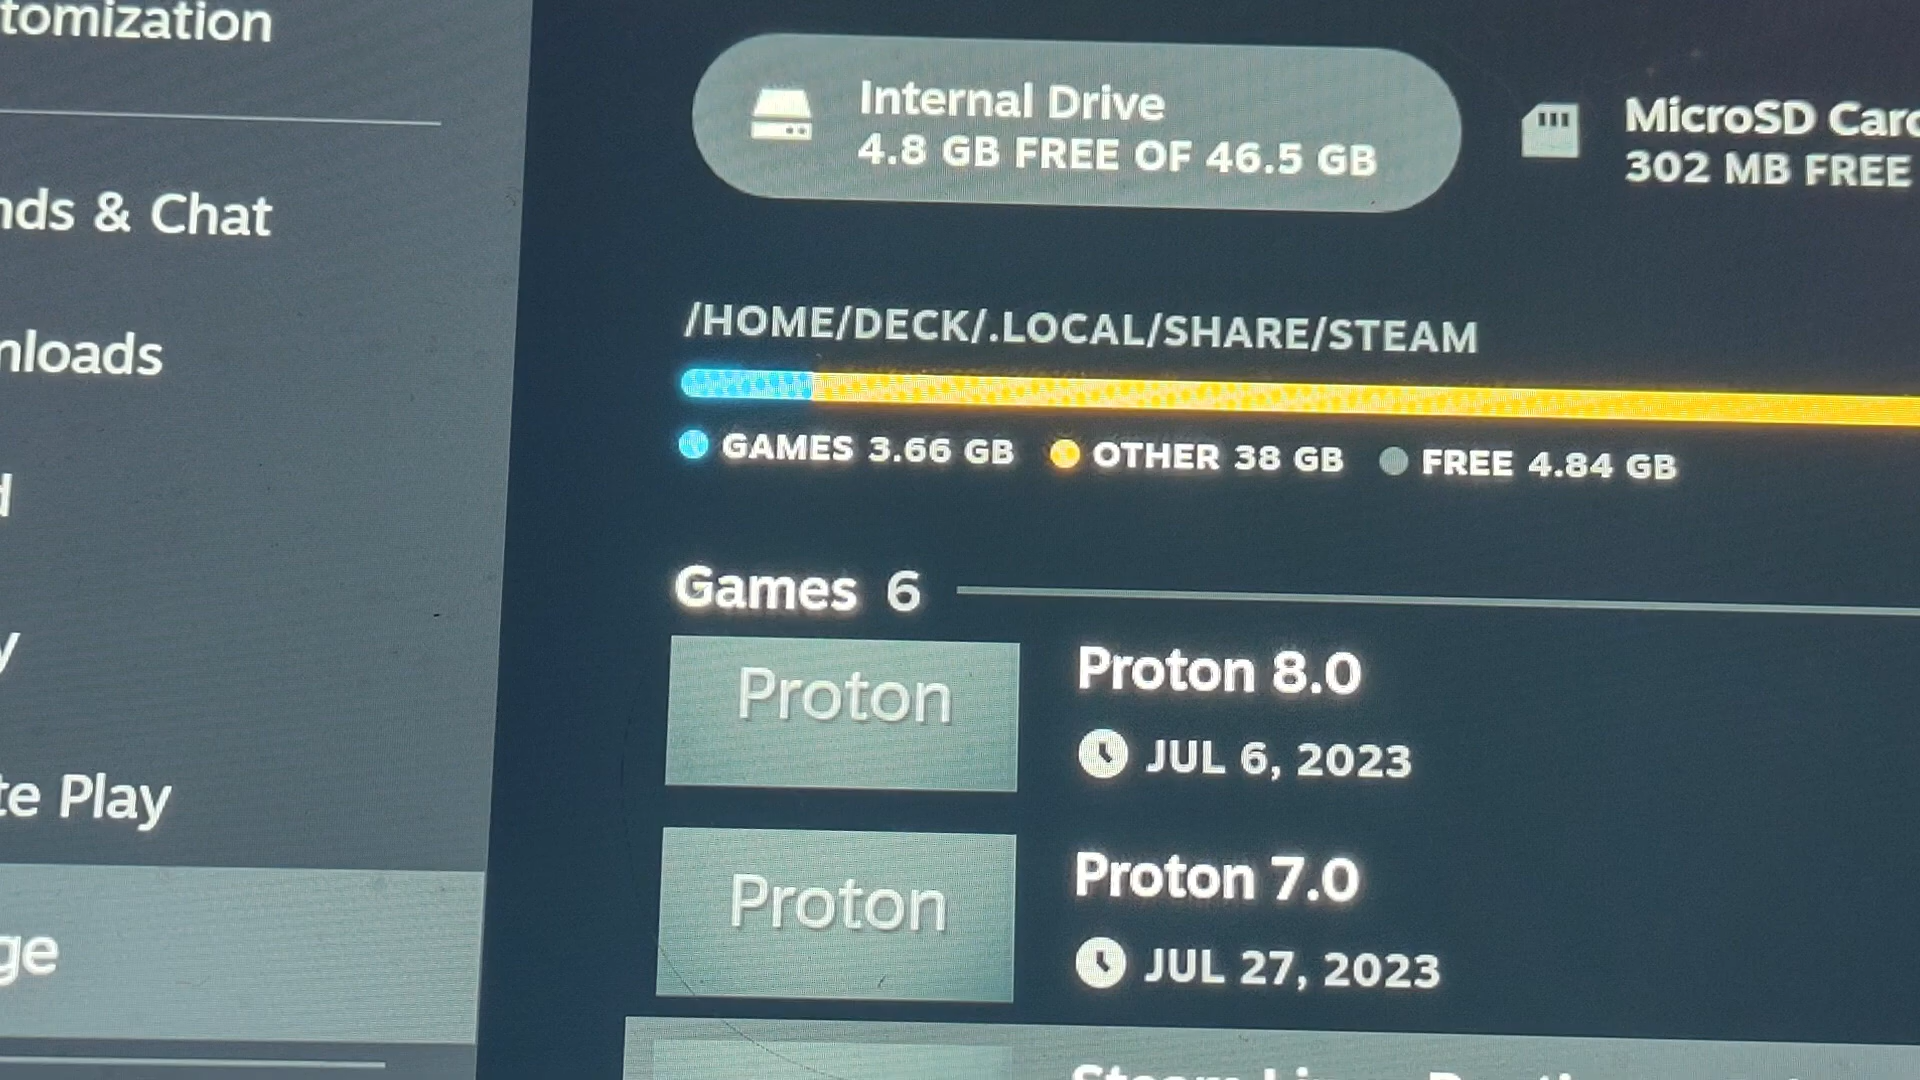 tomization
nds & Chat
nloads
d
y
te Play
ge
Internal Drive
4.8 GB FREE OF 46.5 GB
MicroSD Card
302 MB FREE
/HOME/DECK/.LOCAL/SHARE/STEAM
GAMES 3.66 GB OTHER 38 GB FREE 4.84 GB
Games 6
Proton
Proton 8.0
JUL 6, 2023
Proton
Proton 7.0
JUL 27, 2023